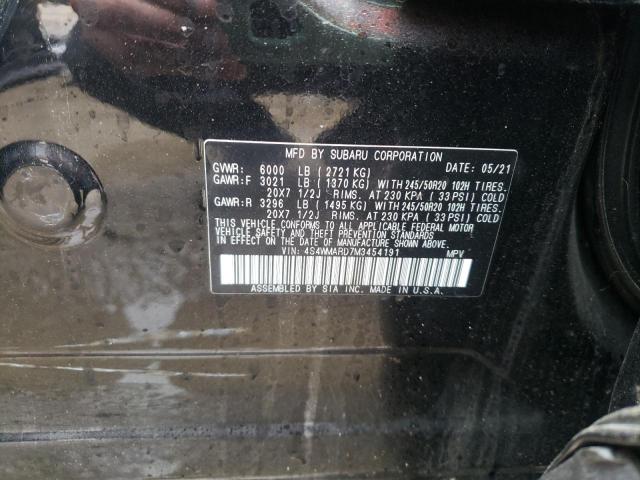 MFD BY SUBARU CORPORATION DATE: 05/21
GVWR: 6000 LB ( 2721 KG)
GAWR:F 3021 LB ( 1370 KG) WITH 245/50R20 102H TIRES.
20X7 1/2J RIMS. AT 230 KPA ( 33 PSI) COLD
GAWR:R 3296 LB ( 1495 KG) WITH 245/50R20 102H TIRES.
20X7 1/2J RIMS. AT 230 KPA ( 33 PSI) COLD
THIS VEHICLE CONFORMS TO ALL APPLICABLE FEDERAL MOTOR
VEHICLE SAFETY AND THEFT PREVENTION STANDARDS
IN EFFECT ON THE DATE OF MANUFACTURE SHOWN ABOVE.
VIN: 4S4WMARD7M3454191 MPV
ASSEMBLED BY SIA INC. MADE IN U.S.A.